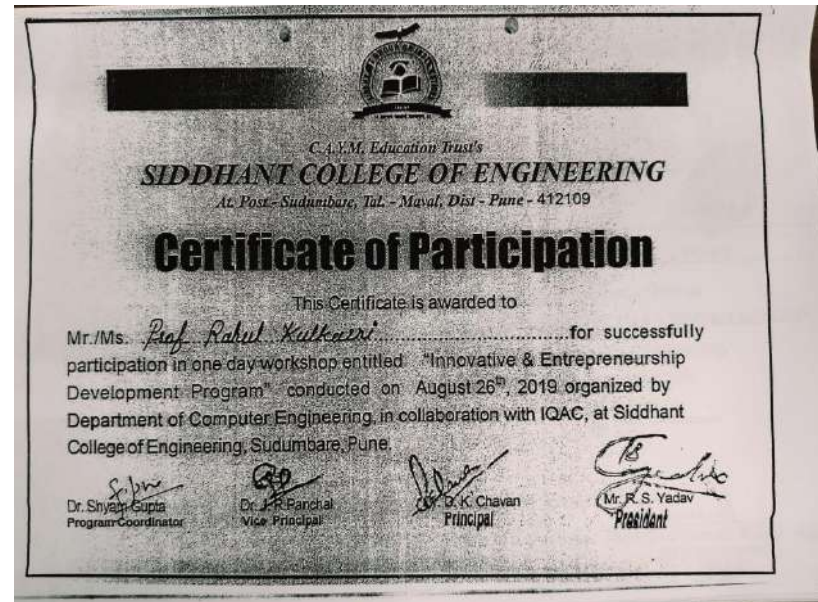 C.A.Y.M. Education Trust's
SIDDHANT COLLEGE OF ENGINEERING
At. Post - Sudumbare, Tal. - Maval, Dist - Pune - 412109
Certificate of Participation
This Certificate is awarded to
Mr./Ms. Prof Rahul Kulkarni for successfully
participation in one day workshop entitled "Innovative & Entrepreneurship
Development Program" conducted on August 26th, 2019 organized by
Department of Computer Engineering, in collaboration with IQAC, at Siddhant
College of Engineering, Sudumbare, Pune.
Dr. Shyam Gupta
Program Coordinator
Dr. J. R. Panchal
Vice Principal
D. K. Chavan
Principal
Mr. R. S. Yadav
President